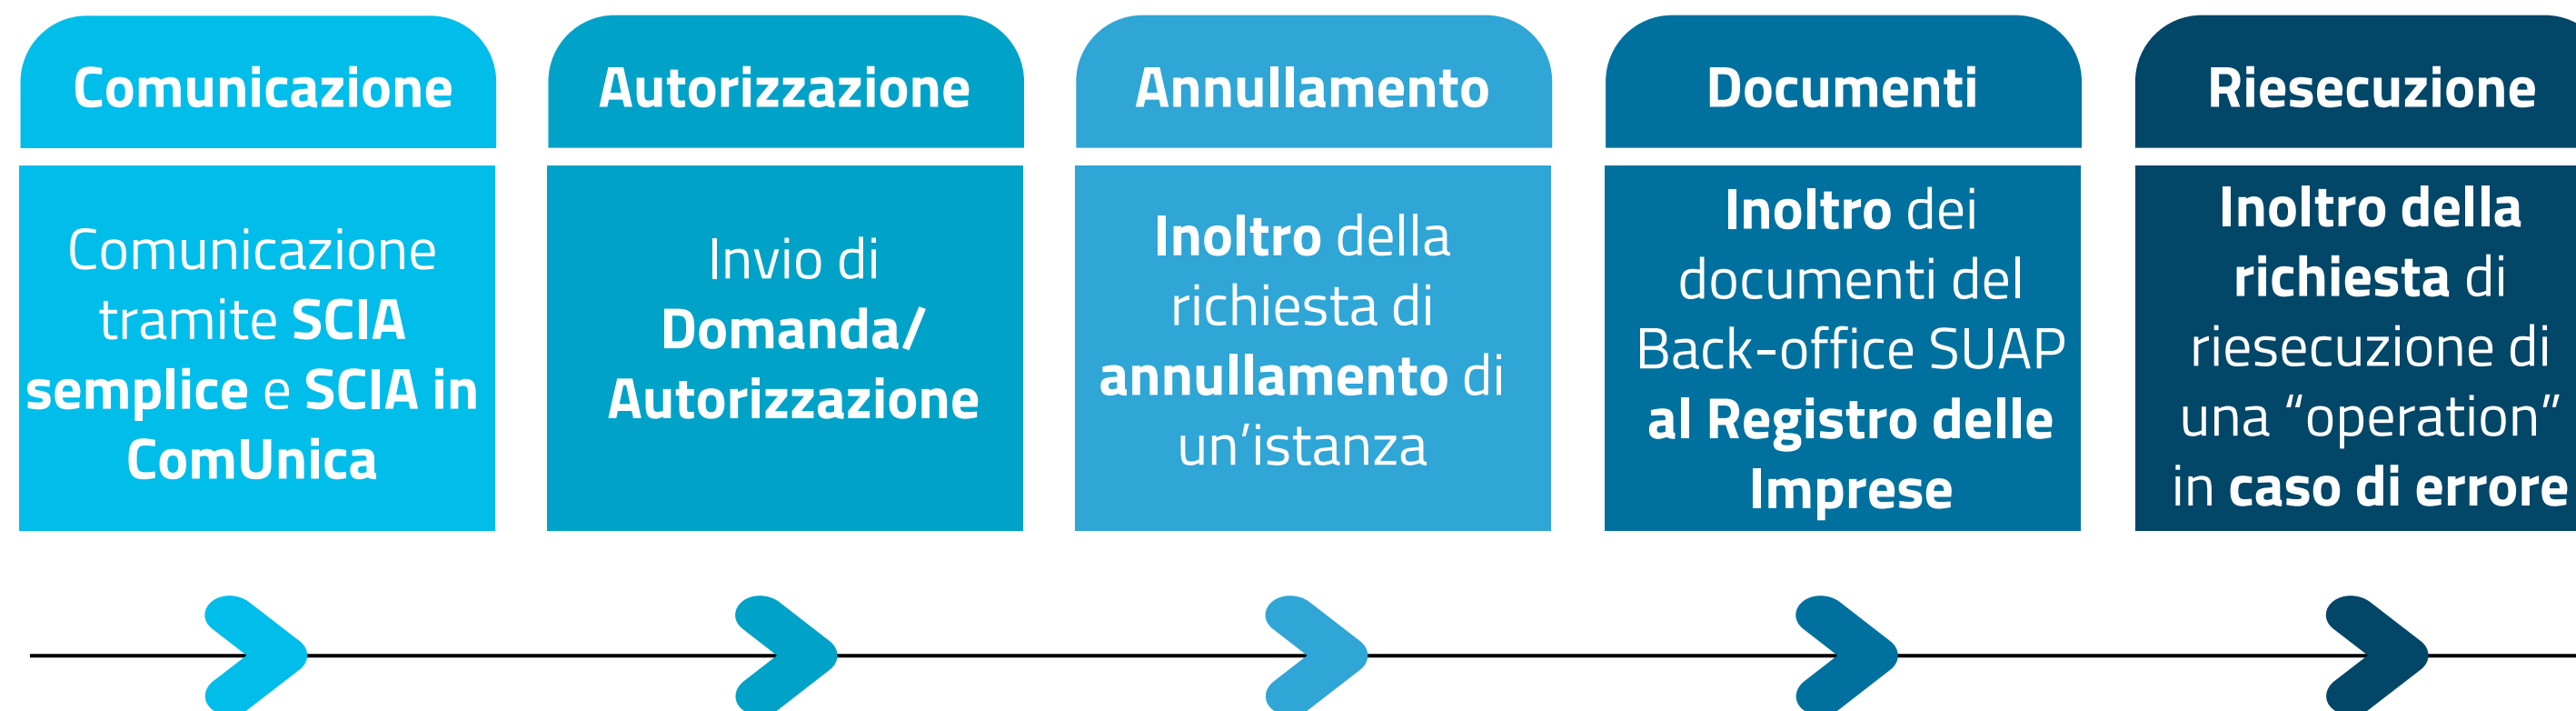 Comunicazione
Comunicazione
tramite SCIA
semplice e SCIA in
ComUnica
Autorizzazione
Invio di
Domanda/
Autorizzazione
Annullamento
Inoltro della
richiesta di
annullamento di
un’istanza
Documenti
Inoltro dei
documenti del
Back-office SUAP
al Registro delle
Imprese
Riesecuzione
Inoltro della
richiesta di
riesecuzione di
una “operation”
in caso di errore